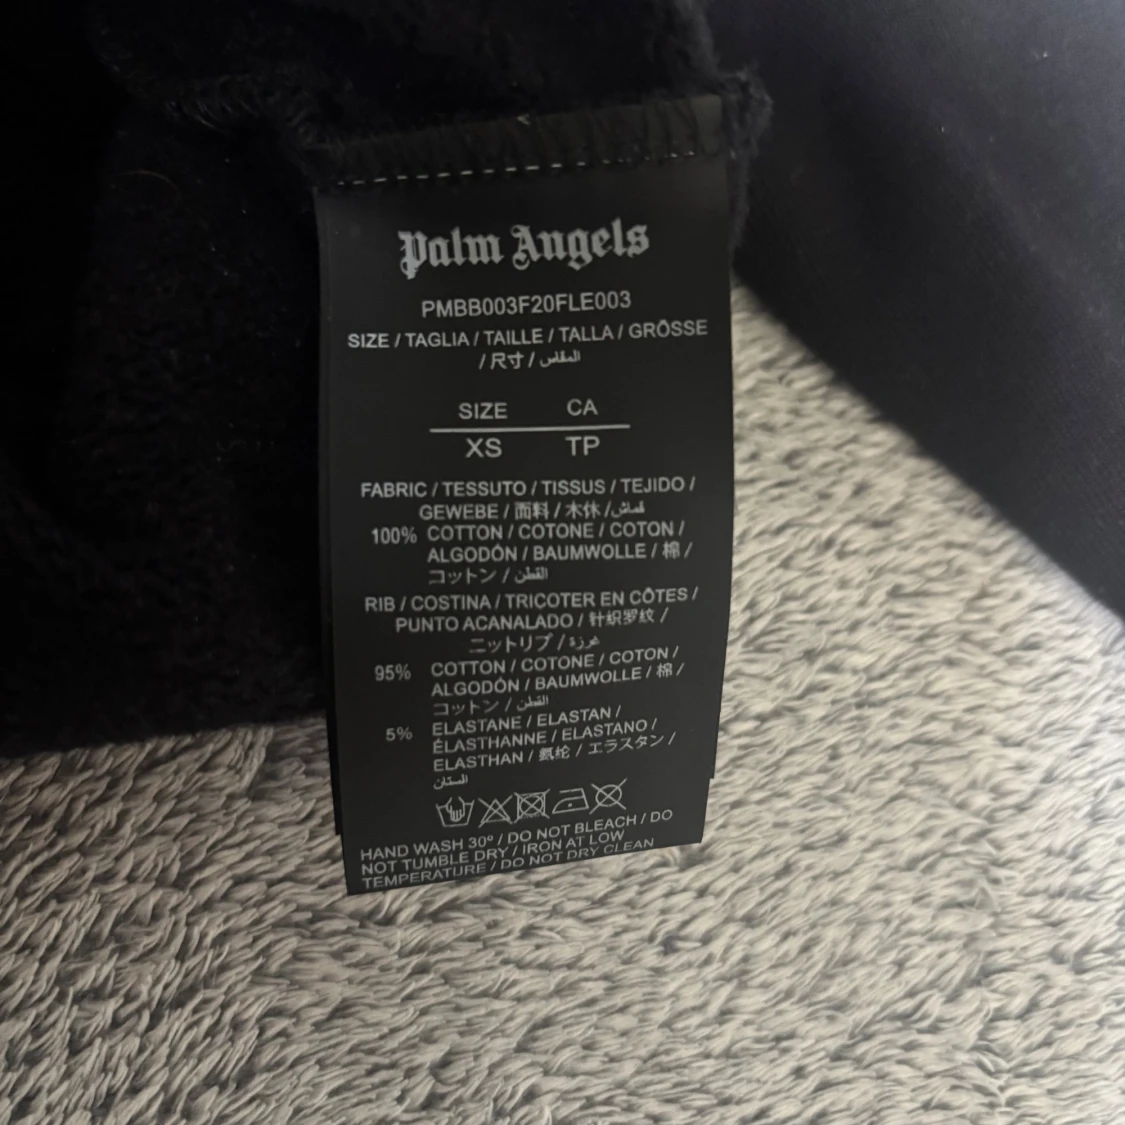 Palm Angels
PMBB003F20FLE003
SIZE / TAGLIA / TAILLE / TALLA / GRÖSSE
/ 尺寸 / المقاس
SIZE CA
XS TP
FABRIC / TESSUTO / TISSUS / TEJIDO /
GEWEBE / 面料 / 木休 / قماش
100% COTTON / COTONE / COTON /
ALGODÓN / BAUMWOLLE / 棉 /
コットン / القطن
RIB / COSTINA / TRICOTER EN CÔTES /
PUNTO ACANALADO / 针织罗纹 /
ニットリブ / غرزة
95% COTTON / COTONE / COTON /
ALGODÓN / BAUMWOLLE / 棉 /
コットン / القطن
5% ELASTANE / ELASTAN /
ÉLASTHANNE / ELASTANO /
ELASTHAN / 氨纶 / エラスタン /
HAND WASH 30º / DO NOT BLEACH / DO
NOT TUMBLE DRY / IRON AT LOW
TEMPERATURE / DO NOT DRY CLEAN